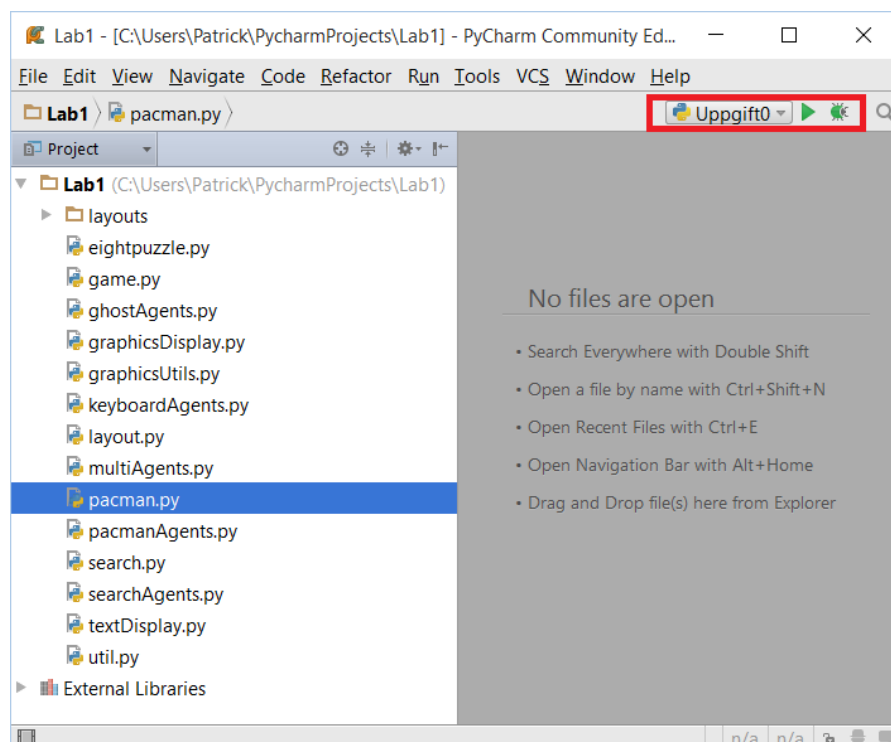 Lab1 - [C:\Users\Patrick\PycharmProjects\Lab1] - PyCharm Community Ed...
File Edit View Navigate Code Refactor Run Tools VCS Window Help
Lab1 pacman.py Uppgift0
Project
Lab1 (C:\Users\Patrick\PycharmProjects\Lab1)
layouts
eightpuzzle.py
game.py
ghostAgents.py
graphicsDisplay.py
graphicsUtils.py
keyboardAgents.py
layout.py
multiAgents.py
pacman.py
pacmanAgents.py
search.py
searchAgents.py
textDisplay.py
util.py
External Libraries
No files are open
• Search Everywhere with Double Shift
• Open a file by name with Ctrl+Shift+N
• Open Recent Files with Ctrl+E
• Open Navigation Bar with Alt+Home
• Drag and Drop file(s) here from Explorer
n/a n/a